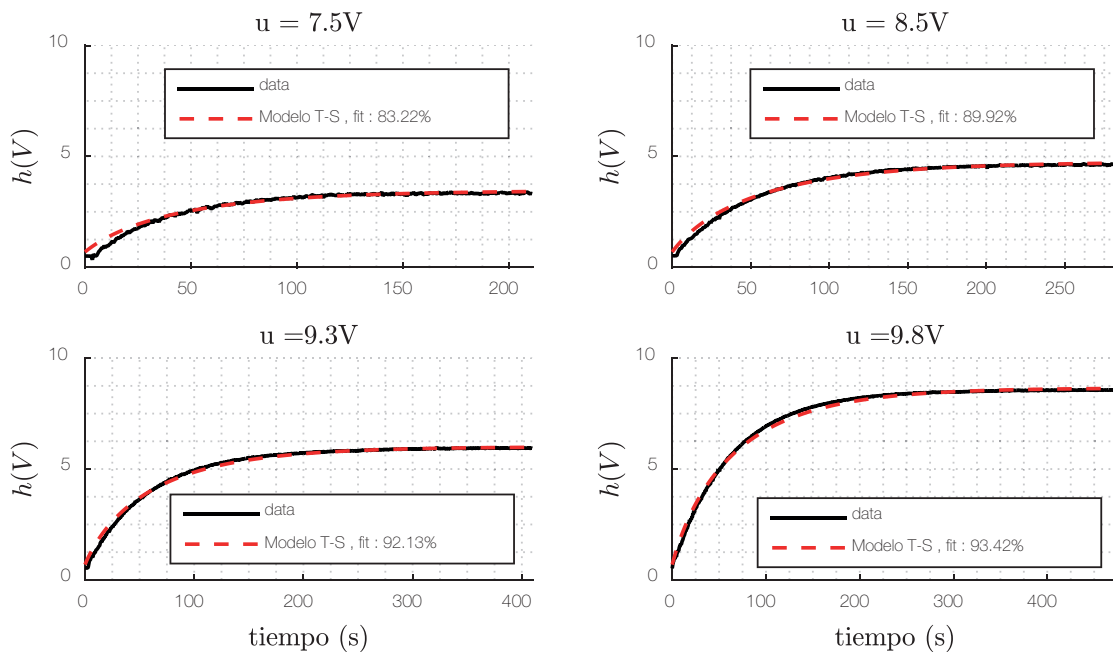 u = 7.5V
10
5
0
h(V)
data
Modelo T-S , fit : 83.22%
0 50 100 150 200
u = 8.5V
10
5
0
h(V)
data
Modelo T-S , fit : 89.92%
0 50 100 150 200 250
u =9.3V
10
5
0
h(V)
data
Modelo T-S , fit : 92.13%
0 100 200 300 400
tiempo (s)
u =9.8V
10
5
0
h(V)
data
Modelo T-S , fit : 93.42%
0 100 200 300 400
tiempo (s)